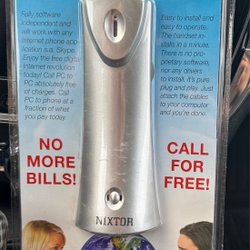 Fully software
independent and
will work with any
internet phone appli-
cation s.a. Skype.
Enjoy the free digital
internet revolution
today! Call PC to
PC absolutely free
of charges. Call
PC to phone at a
fraction of what
you pay today.
Easy to install and
easy to operate.
The handset in-
stalls in a minute.
There is no pro-
prietary software,
nor any drivers
to install. It's pure
plug and play. Just
attach the cables
to your computer
and you're done.
NO
MORE
BILLS!
CALL
FOR
FREE!
NIXTOR